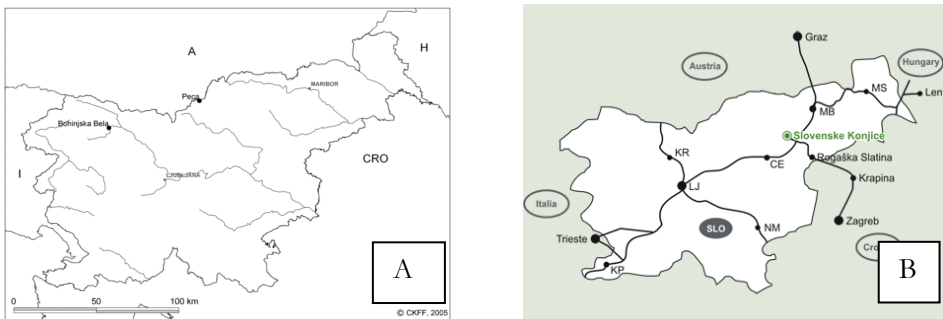 A
H
Peca
MARIBOR
Bohinjska Bela
CRO
LJUBLJANA
I
A
0 50 100 km
© CKFF, 2005
Graz
Austria
Hungary
MS
Len
MB
Slovenske Konjice
KR
CE
Rogaška Slatina
Krapina
LJ
Italia
SLO
NM
Zagreb
Trieste
Cro
KP
B